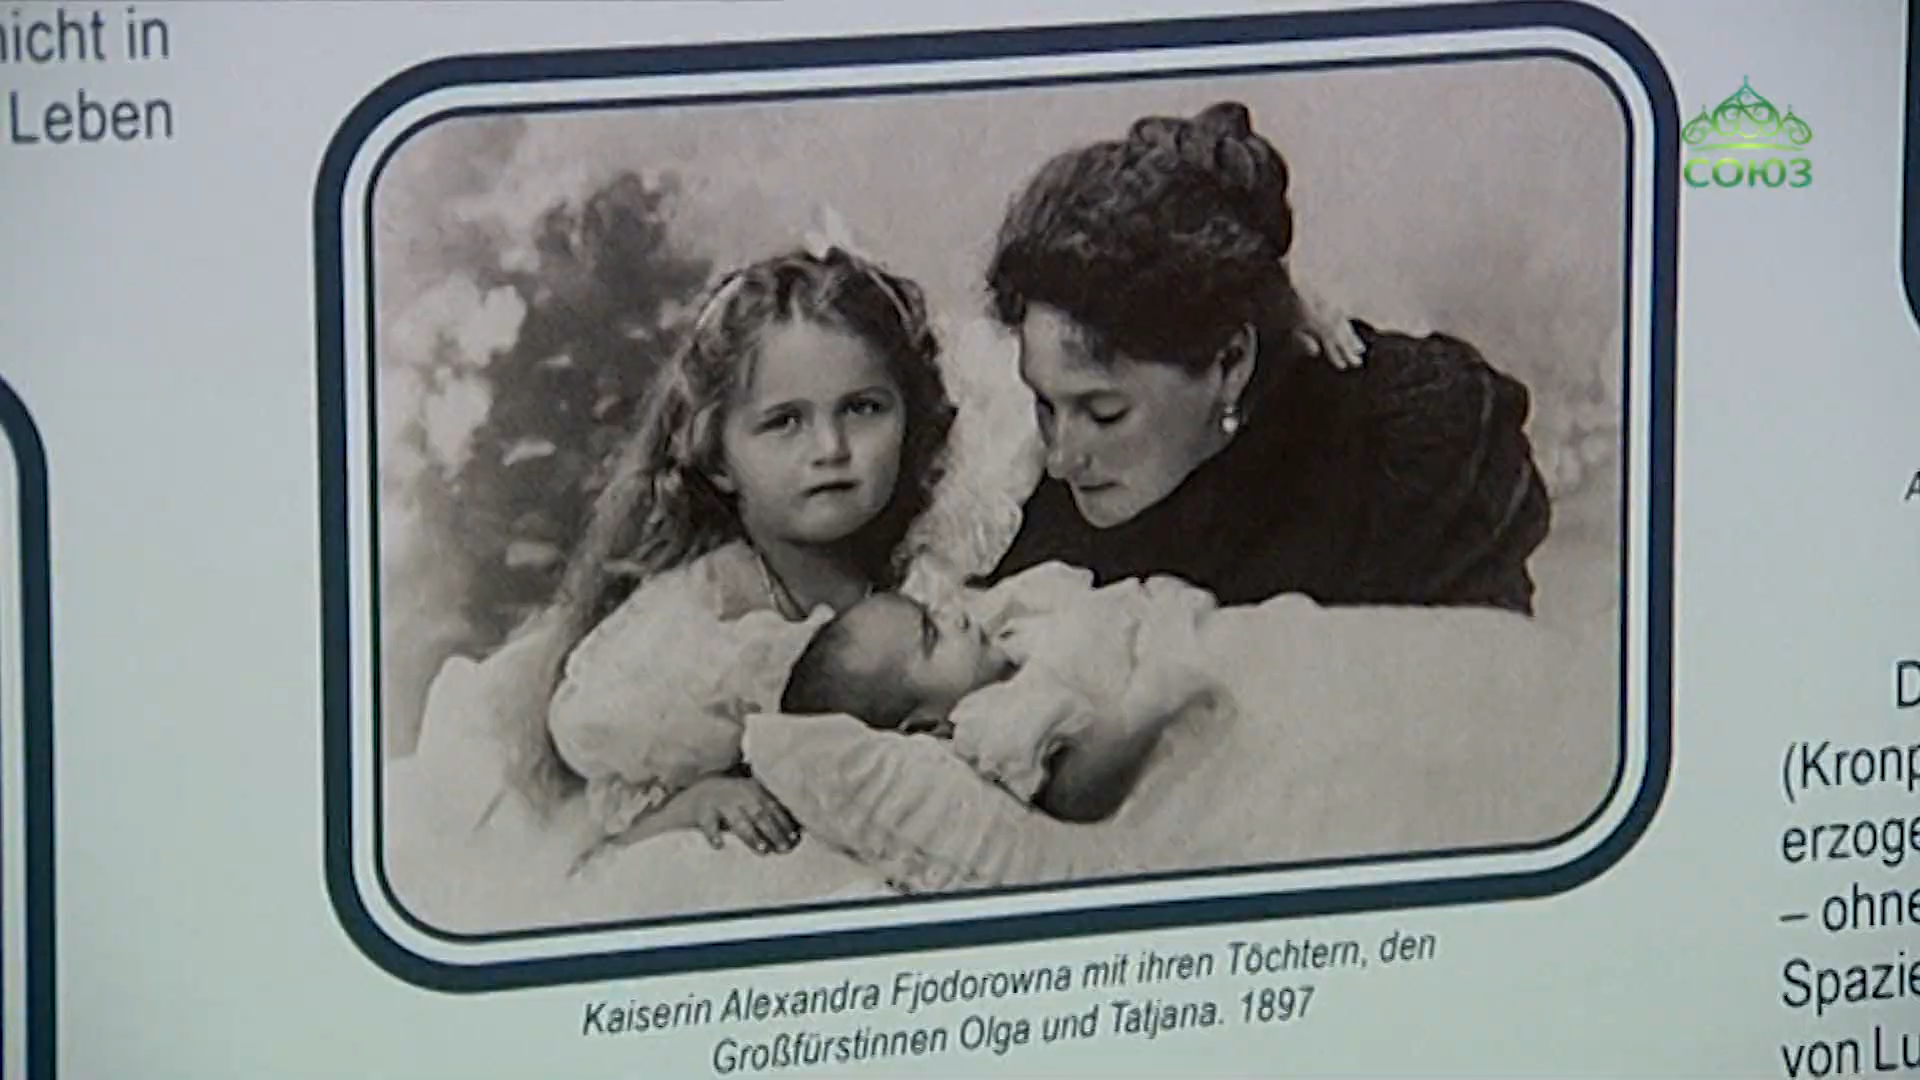 nicht in
Leben
СОЮЗ
Kaiserin Alexandra Fjodorowna mit ihren Töchtern, den
Großfürstinnen Olga und Tatjana. 1897
(Kronp
erzoge
– ohne
Spazie
von Lu